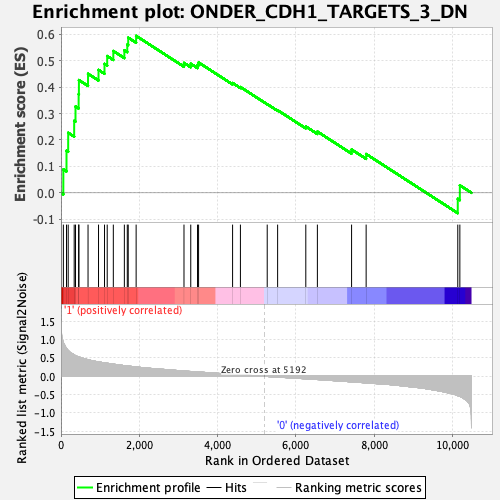 Enrichment plot: ONDER_CDH1_TARGETS_3_DN
Enrichment score (ES)
0.6
0.5
0.4
0.3
0.2
0.1
0.0
-0.1
'1' (positively correlated)
Ranked list metric (Signal2Noise)
1.5
1.0
0.5
0.0
-0.5
-1.0
-1.5
Zero cross at 5192
'0' (negatively correlated)
0 2,000 4,000 6,000 8,000 10,000
Rank in Ordered Dataset
Enrichment profile Hits Ranking metric scores